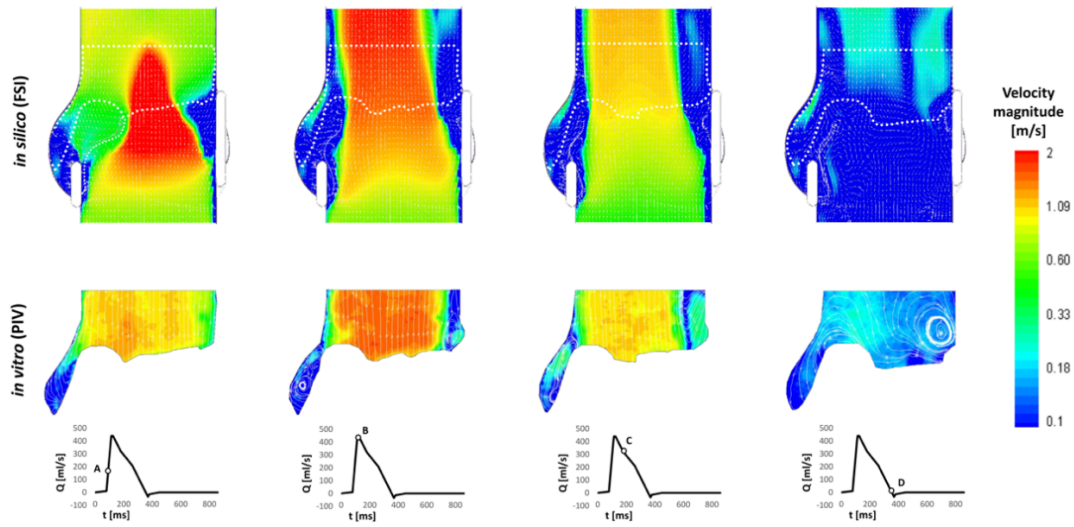 in silico (FSI)
Velocity
magnitude
[m/s]
2
1.09
0.60
0.33
0.18
0.1
in vitro (PIV)
Q [ml/s]
500
400
300
200
100
0
-100
A
0 200 400 600 800
t [ms]
Q [ml/s]
500
400
300
200
100
0
-100
B
0 200 400 600 800
t [ms]
Q [ml/s]
500
400
300
200
100
0
-100
C
0 200 400 600 800
t [ms]
Q [ml/s]
500
400
300
200
100
0
-100
D
0 200 400 600 800
t [ms]